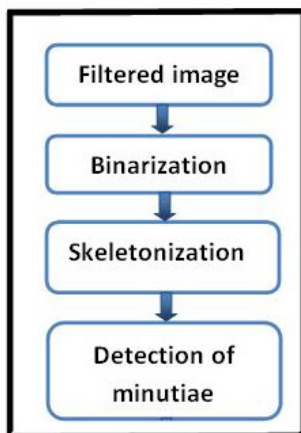 Filtered image
Binarization
Skeletonization
Detection of
minutiae